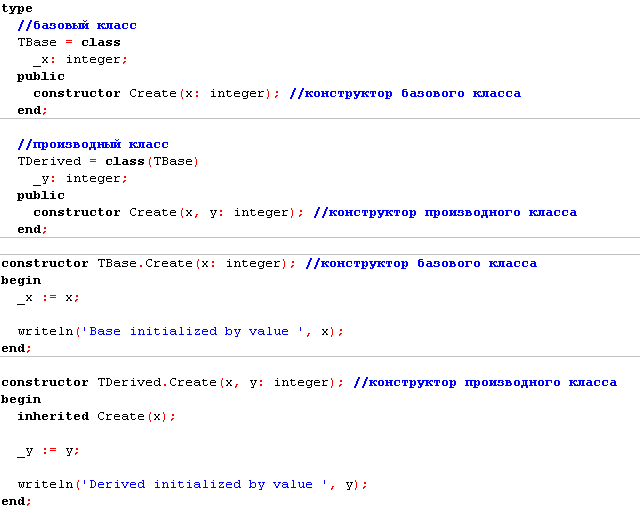 type
  //базовый класс
  TBase = class
    _x: integer;
  public
    constructor Create(x: integer); //конструктор базового класса
  end;
  //производный класс
  TDerived = class(TBase)
    _y: integer;
  public
    constructor Create(x, y: integer); //конструктор производного класса
  end;
constructor TBase.Create(x: integer); //конструктор базового класса
begin
  _x := x;
  writeln('Base initialized by value ', x);
end;
constructor TDerived.Create(x, y: integer); //конструктор производного класса
begin
  inherited Create(x);
  _y := y;
  writeln('Derived initialized by value ', y);
end;